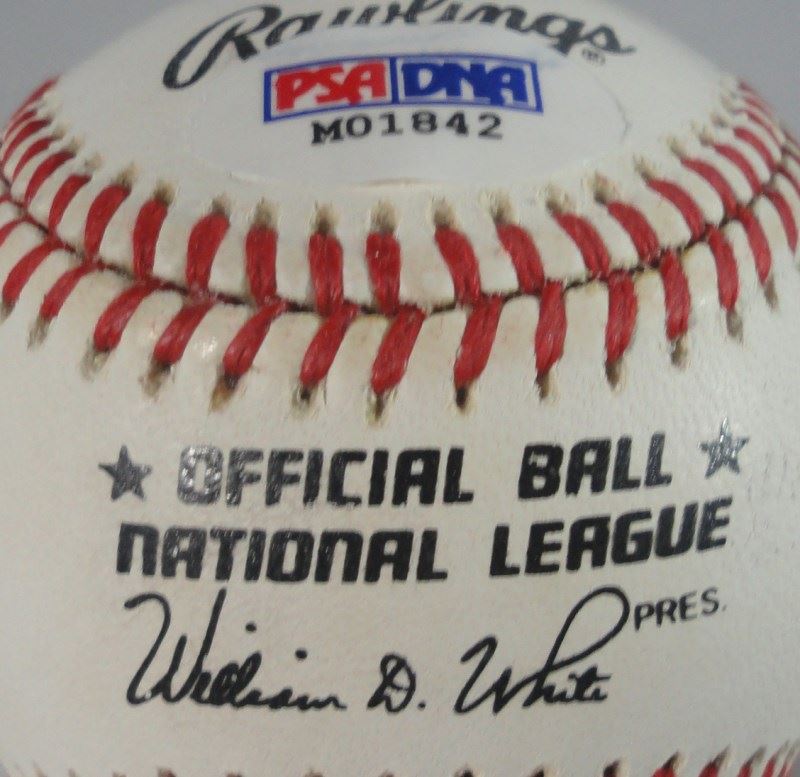 Rawlings®
PSA DNA
M01842
★ OFFICIAL BALL ★
NATIONAL LEAGUE
William D. White PRES.